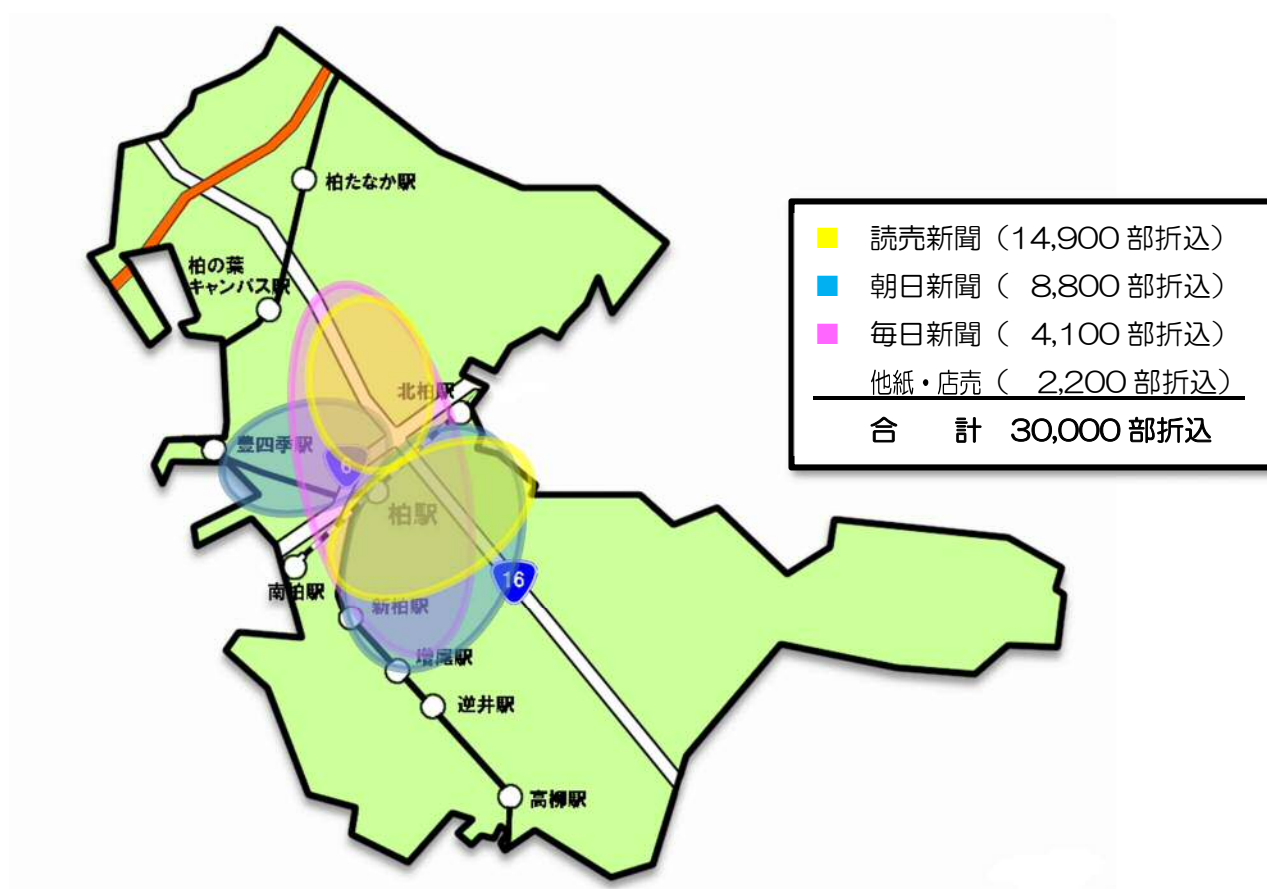 柏たなか駅
柏の葉
キャンパス駅
北柏駅
豊四季駅
6
柏駅
南柏駅
新柏駅
16
増尾駅
逆井駅
高柳駅
読売新聞（14,900 部折込）
朝日新聞（ 8,800 部折込）
毎日新聞（ 4,100 部折込）
他紙・店売（ 2,200 部折込）
合 計 30,000 部折込